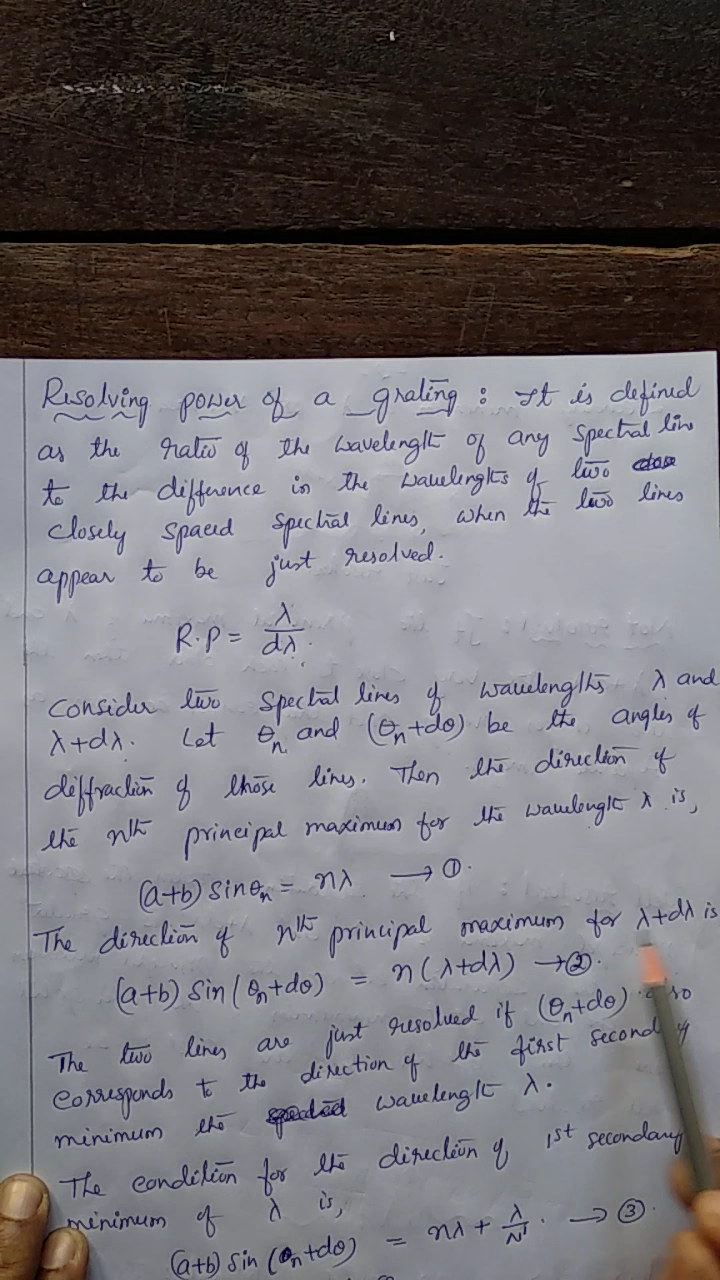 Resolving power of a grating : It is defined
as the ratio of the wavelength of any spectral line
to the difference in the wavelengths of two
closely spaced spectral lines, when the two lines
appear to be just resolved.
R.P = λ/dλ.
Consider two spectral lines of wavelengths λ and
λ+dλ. Let θn and (θn+dθ) be the angles of
diffraction of those lines. Then the direction of
the nth principal maximum for the wavelength λ is,
(a+b) sinθn = nλ → ①.
The direction of nth principal maximum for λ+dλ is
(a+b) sin(θn+dθ) = n(λ+dλ) → ②.
The two lines are just resolved if (θn+dθ) also
corresponds to the direction of the first secondary
minimum the wavelength λ.
The condition for the direction of 1st secondary
minimum of λ is,
(a+b) sin (θn+dθ) = nλ + λ/N'. → ③.